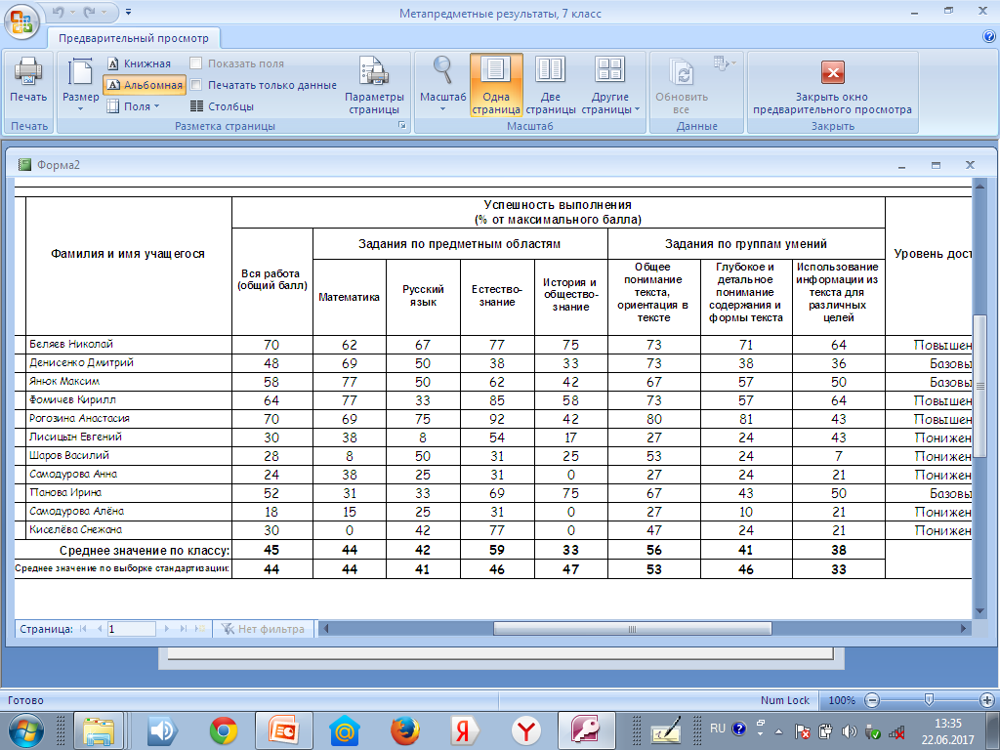 Метапредметные результаты, 7 класс
Предварительный просмотр
Печать
Размер
Книжная
Альбомная
Поля
Показать поля
Печатать только данные
Столбцы
Параметры страницы
Масштаб
Одна страница
Две страницы
Другие страницы
Обновить все
Закрыть окно предварительного просмотра
Печать
Разметка страницы
Масштаб
Данные
Закрыть
Форма2
Фамилия и имя учащегося
Успешность выполнения
(% от максимального балла)
Уровень дост
Вся работа
(общий балл)
Задания по предметным областям
Задания по группам умений
Математика
Русский
язык
Естество-
знание
История и
общество-
знание
Общее
понимание
текста,
ориентация в
тексте
Глубокое и
детальное
понимание
содержания и
формы текста
Использование
информации из
текста для
различных
целей
Беляев Николай 70 62 67 77 75 73 71 64 Повышен
Денисенко Дмитрий 48 69 50 38 33 73 38 36 Базовы
Янюк Максим 58 77 50 62 42 67 57 50 Базовы
Фомичев Кирилл 64 77 33 85 58 73 57 64 Повышен
Рогозина Анастасия 70 69 75 92 42 80 81 43 Повышен
Лисицын Евгений 30 38 8 54 17 27 24 43 Понижен
Шаров Василий 28 8 50 31 25 53 24 7 Понижен
Самодурова Анна 24 38 25 31 0 27 24 21 Понижен
Панова Ирина 52 31 33 69 75 67 43 50 Базовы
Самодурова Алёна 18 15 25 31 0 27 10 21 Понижен
Киселёва Снежана 30 0 42 77 0 47 24 21 Понижен
Среднее значение по классу: 45 44 42 59 33 56 41 38
Среднее значение по выборке стандартизации: 44 44 41 46 47 53 46 33
Страница: 1 Нет фильтра
Готово Num Lock 100%
RU 13:35
22.06.2017